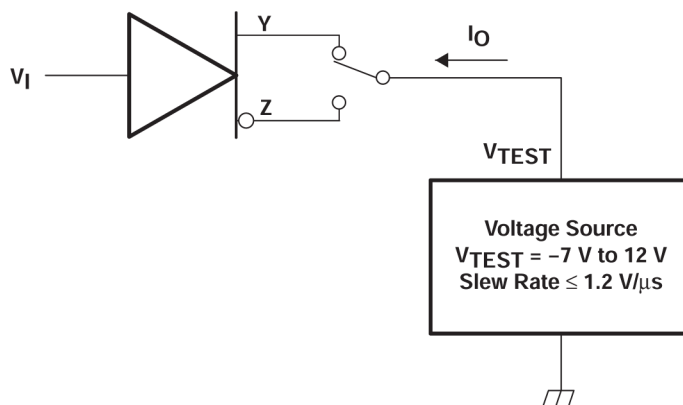 Y
IO
VI
Z
VTEST
Voltage Source
VTEST = –7 V to 12 V
Slew Rate ≤ 1.2 V/μs